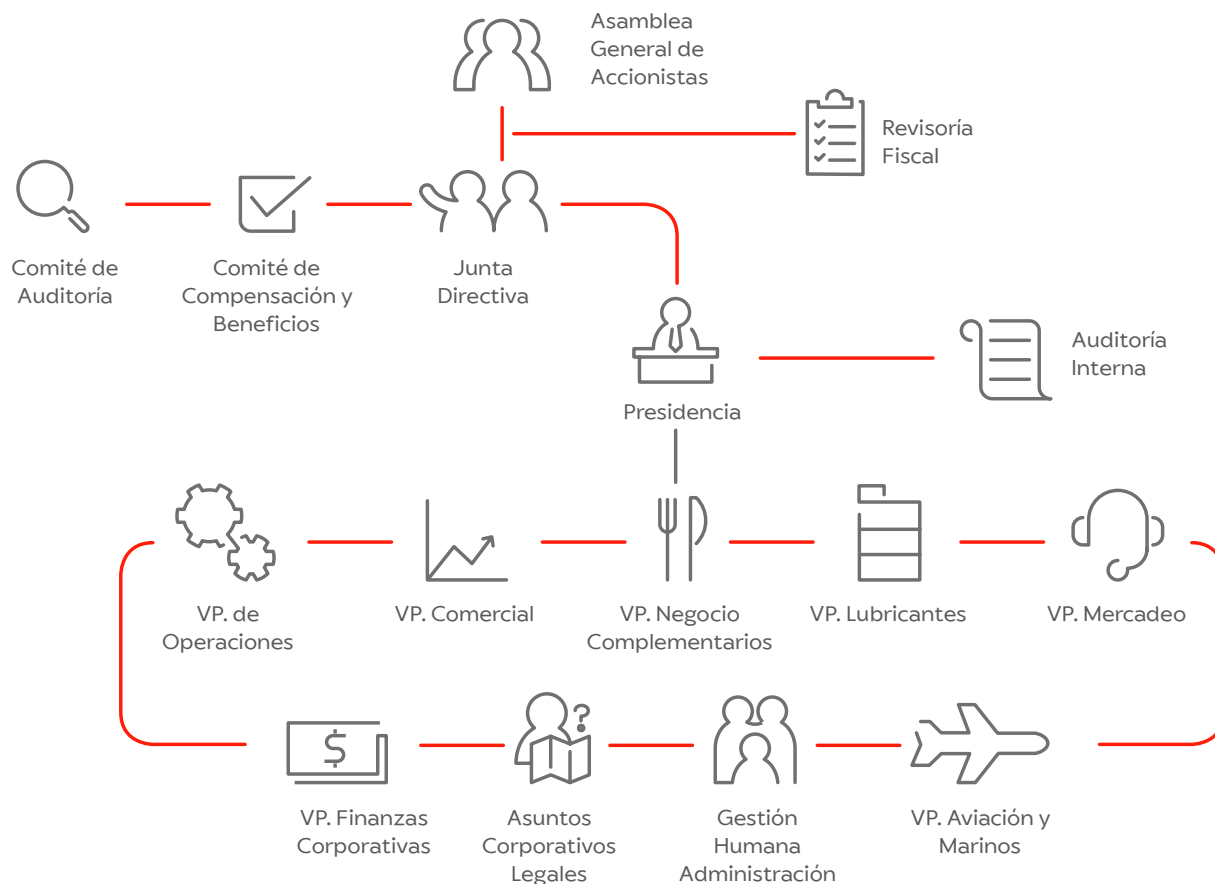 Asamblea
General de
Accionistas
Revisoría
Fiscal
Comité de
Auditoría
Comité de
Compensación y
Beneficios
Junta
Directiva
Auditoría
Interna
Presidencia
VP. de
Operaciones
VP. Comercial
VP. Negocio
Complementarios
VP. Lubricantes
VP. Mercadeo
$
?
VP. Finanzas
Corporativas
Asuntos
Corporativos
Legales
Gestión
Humana
Administración
VP. Aviación y
Marinos